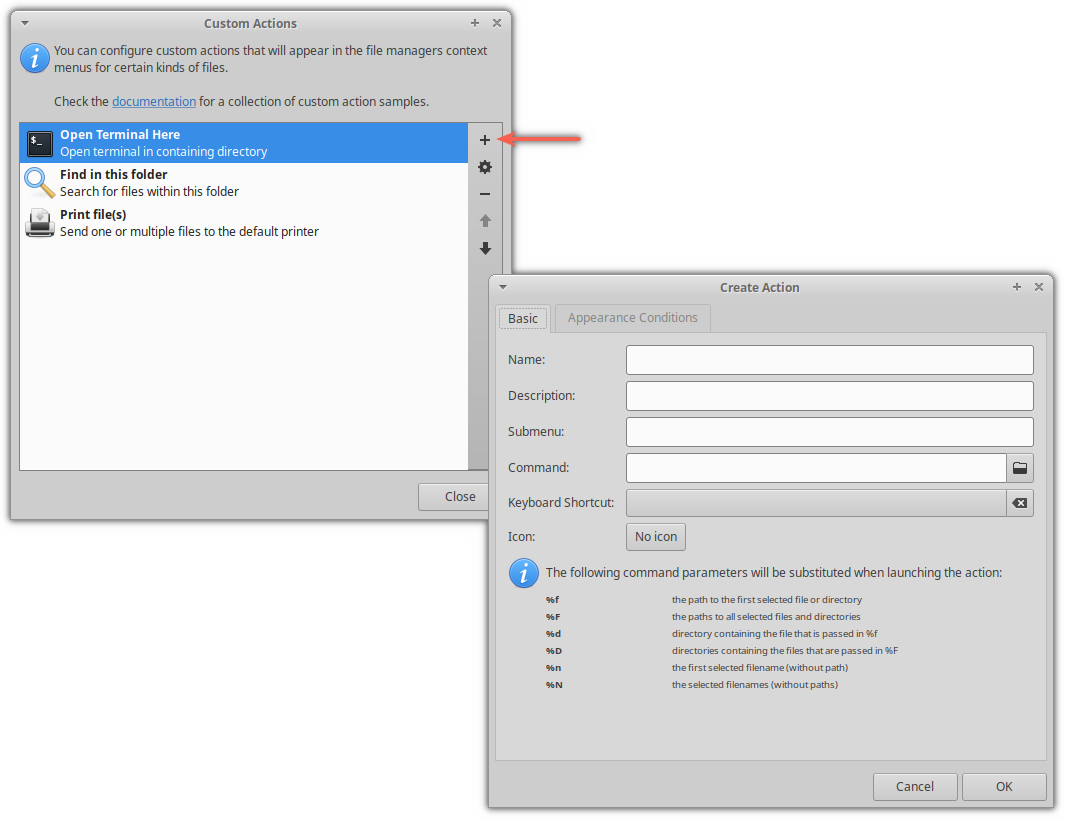 Custom Actions
You can configure custom actions that will appear in the file managers context
menus for certain kinds of files.
Check the documentation for a collection of custom action samples.
$_
Open Terminal Here
Open terminal in containing directory
Find in this folder
Search for files within this folder
Print file(s)
Send one or multiple files to the default printer
Close
Create Action
Basic
Appearance Conditions
Name:
Description:
Submenu:
Command:
Keyboard Shortcut:
Icon:
No icon
The following command parameters will be substituted when launching the action:
%f the path to the first selected file or directory
%F the paths to all selected files and directories
%d directory containing the file that is passed in %f
%D directories containing the files that are passed in %F
%n the first selected filename (without path)
%N the selected filenames (without paths)
Cancel
OK